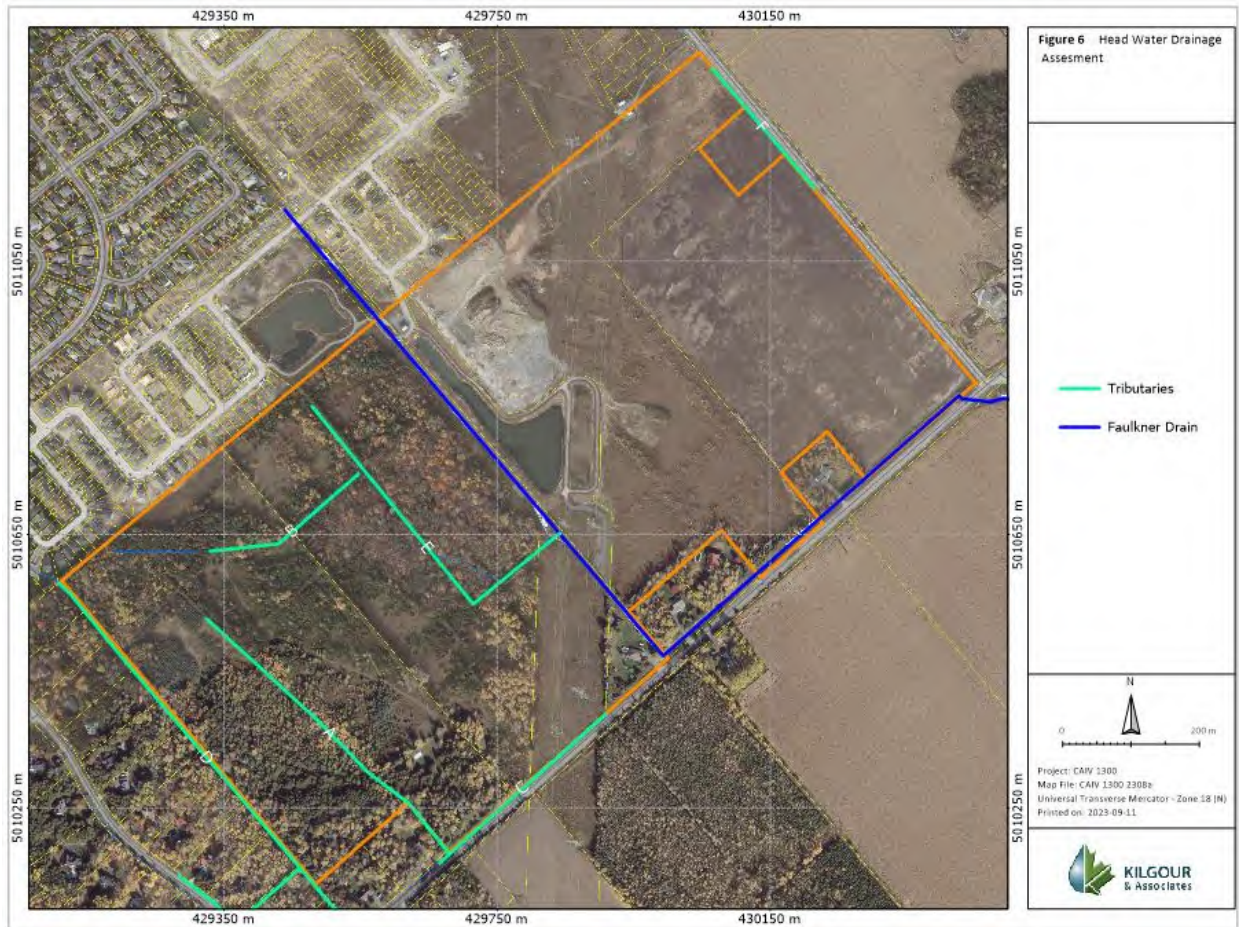 429350 m
429750 m
430150 m
Figure 6 Head Water Drainage
Assesment
5011050 m
5011050 m
5010650 m
5010650 m
5010250 m
5010250 m
F
B
E
A
D
C
Tributaries
Faulkner Drain
N
0
200 m
Project: CAIV 1300
Map File: CAIV 1300 2308a
Universal Transverse Mercator - Zone 18 (N)
Printed on: 2023-09-11
KILGOUR
& Associates
429350 m
429750 m
430150 m